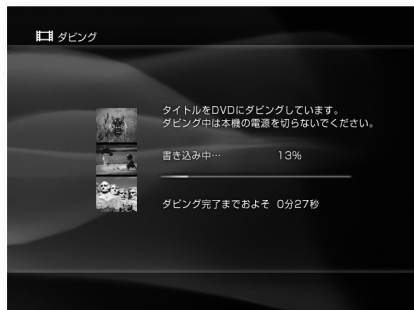 ダビング
タイトルをDVDにダビングしています。
ダビング中は本機の電源を切らないでください。
書き込み中… 13%
ダビング完了までおよそ 0分27秒